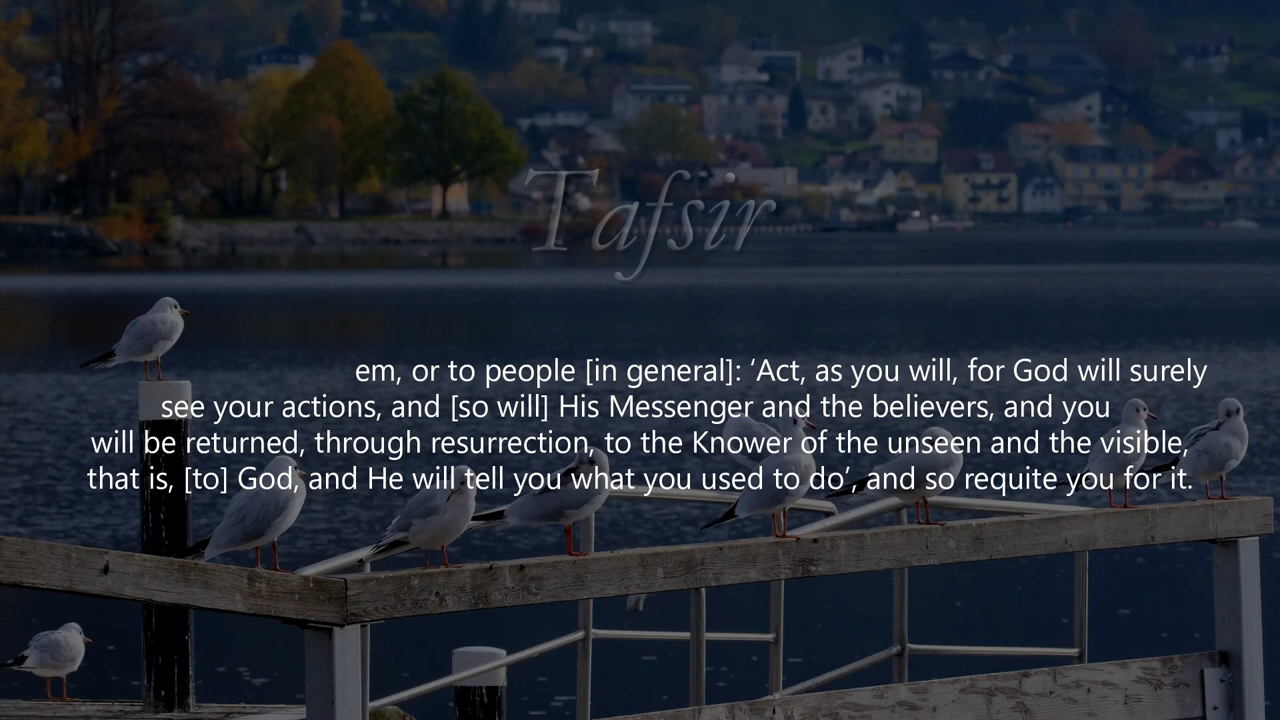 Tafsir
em, or to people [in general]: ‘Act, as you will, for God will surely
see your actions, and [so will] His Messenger and the believers, and you
will be returned, through resurrection, to the Knower of the unseen and the visible,
that is, [to] God, and He will tell you what you used to do’, and so requite you for it.